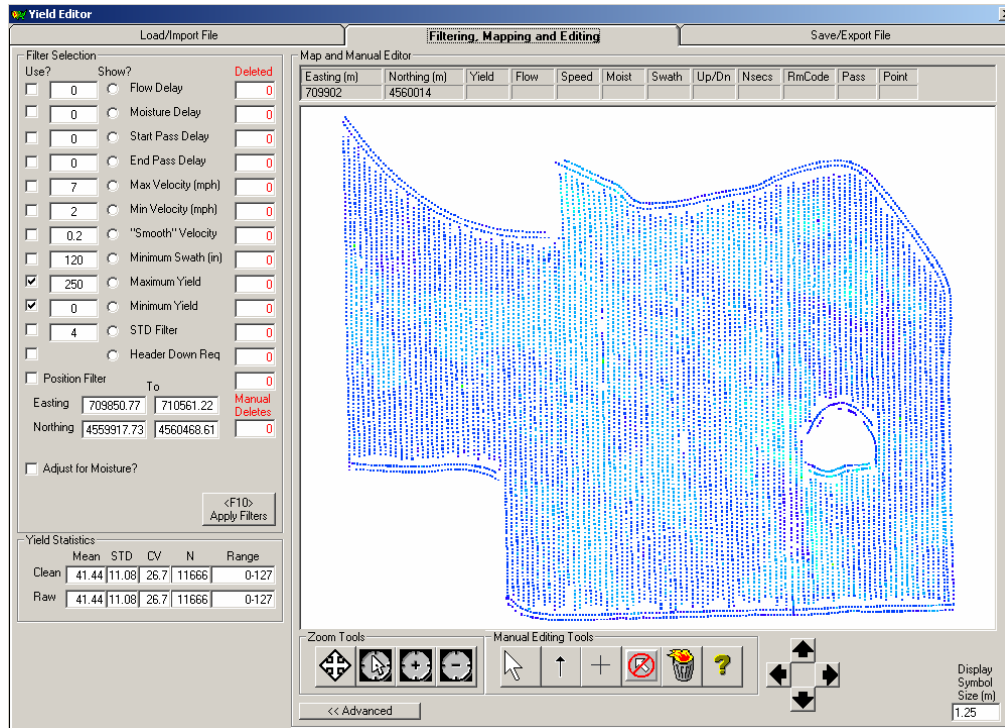 Yield Editor
Load/Import File Filtering, Mapping and Editing Save/Export File
Filter Selection
Use? Show? Deleted
0 Flow Delay 0
0 Moisture Delay 0
0 Start Pass Delay 0
0 End Pass Delay 0
7 Max Velocity (mph) 0
2 Min Velocity (mph) 0
0.2 "Smooth" Velocity 0
120 Minimum Swath (in) 0
250 Maximum Yield 0
0 Minimum Yield 0
4 STD Filter 0
Header Down Req 0
Position Filter 0
To
Easting 709850.77 710561.22 Manual Deletes
Northing 4559917.73 4560468.61 0
Adjust for Moisture?
<F10>
Apply Filters
Yield Statistics
Mean STD CV N Range
Clean 41.44 11.08 26.7 11666 0-127
Raw 41.44 11.08 26.7 11666 0-127
Map and Manual Editor
Easting (m) Northing (m) Yield Flow Speed Moist Swath Up/Dn Nsecs RmCode Pass Point
709902 4560014
Zoom Tools
Manual Editing Tools
?
<< Advanced
Display
Symbol
Size (m)
1.25